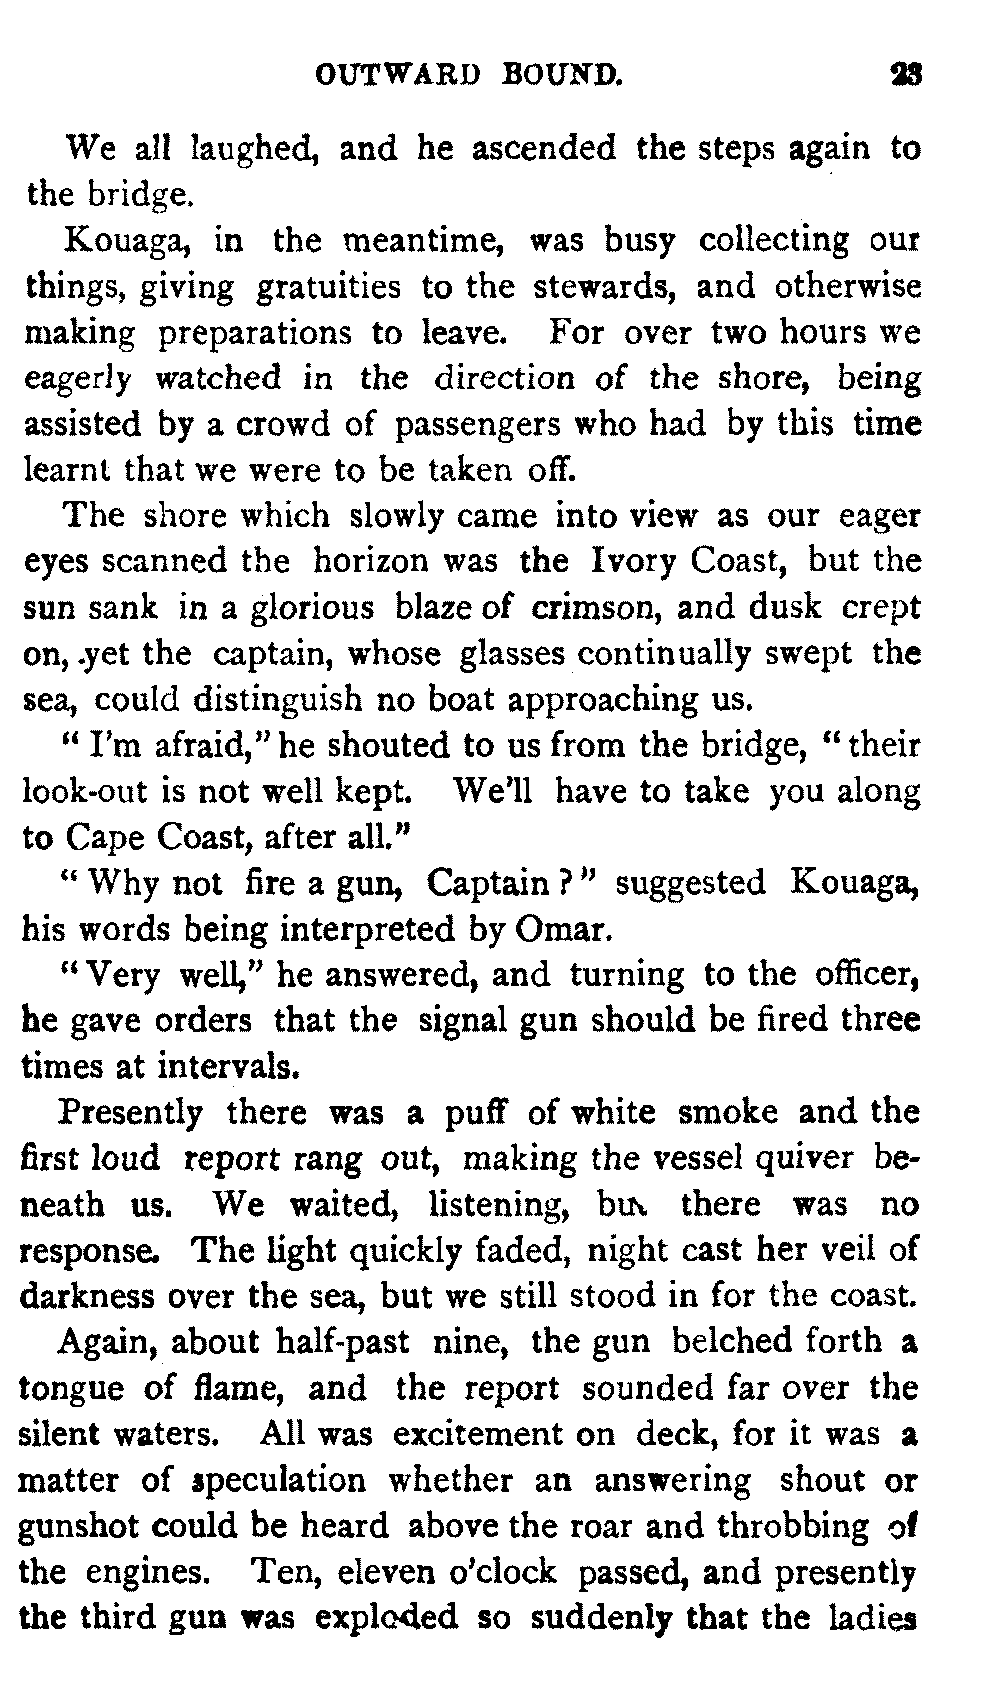 OUTWARD BOUND. 23
We all laughed, and he ascended the steps again to
the bridge.
Kouaga, in the meantime, was busy collecting our
things, giving gratuities to the stewards, and otherwise
making preparations to leave. For over two hours we
eagerly watched in the direction of the shore, being
assisted by a crowd of passengers who had by this time
learnt that we were to be taken off.
The shore which slowly came into view as our eager
eyes scanned the horizon was the Ivory Coast, but the
sun sank in a glorious blaze of crimson, and dusk crept
on, yet the captain, whose glasses continually swept the
sea, could distinguish no boat approaching us.
“I’m afraid,” he shouted to us from the bridge, “their
look-out is not well kept. We’ll have to take you along
to Cape Coast, after all.”
“Why not fire a gun, Captain?” suggested Kouaga,
his words being interpreted by Omar.
“Very well,” he answered, and turning to the officer,
he gave orders that the signal gun should be fired three
times at intervals.
Presently there was a puff of white smoke and the
first loud report rang out, making the vessel quiver be-
neath us. We waited, listening, but there was no
response. The light quickly faded, night cast her veil of
darkness over the sea, but we still stood in for the coast.
Again, about half-past nine, the gun belched forth a
tongue of flame, and the report sounded far over the
silent waters. All was excitement on deck, for it was a
matter of speculation whether an answering shout or
gunshot could be heard above the roar and throbbing of
the engines. Ten, eleven o’clock passed, and presently
the third gun was exploded so suddenly that the ladies